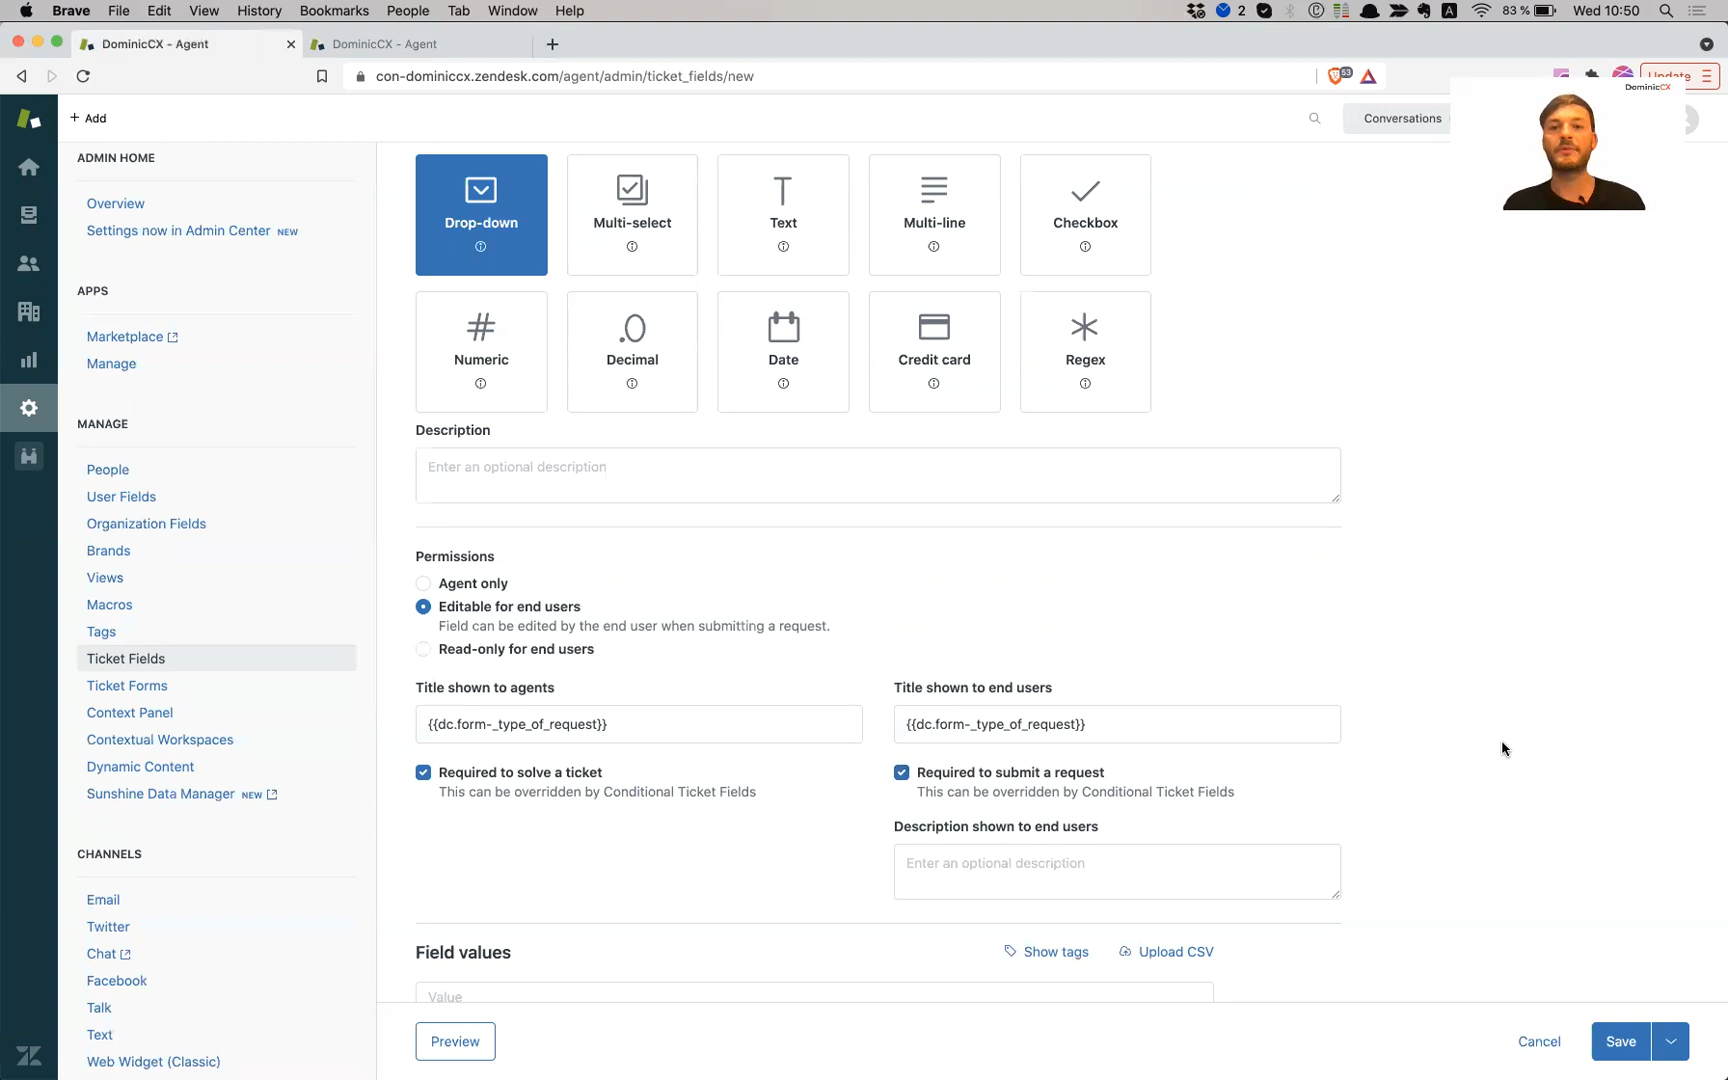 Brave File Edit View History Bookmarks People Tab Window Help
2 83 % Wed 10:50
DominicCX - Agent
DominicCX - Agent
con-dominiccx.zendesk.com/agent/admin/ticket_fields/new
53
Update
+ Add
Conversations
DominicCX
ADMIN HOME
Overview
Settings now in Admin Center NEW
APPS
Marketplace
Manage
MANAGE
People
User Fields
Organization Fields
Brands
Views
Macros
Tags
Ticket Fields
Ticket Forms
Context Panel
Contextual Workspaces
Dynamic Content
Sunshine Data Manager NEW
CHANNELS
Email
Twitter
Chat
Facebook
Talk
Text
Web Widget (Classic)
Drop-down
Multi-select
Text
Multi-line
Checkbox
Numeric
Decimal
Date
Credit card
Regex
Description
Enter an optional description
Permissions
Agent only
Editable for end users
Field can be edited by the end user when submitting a request.
Read-only for end users
Title shown to agents
{{dc.form-_type_of_request}}
Required to solve a ticket
This can be overridden by Conditional Ticket Fields
Title shown to end users
{{dc.form-_type_of_request}}
Required to submit a request
This can be overridden by Conditional Ticket Fields
Description shown to end users
Enter an optional description
Field values
Show tags
Upload CSV
Value
Preview
Cancel
Save